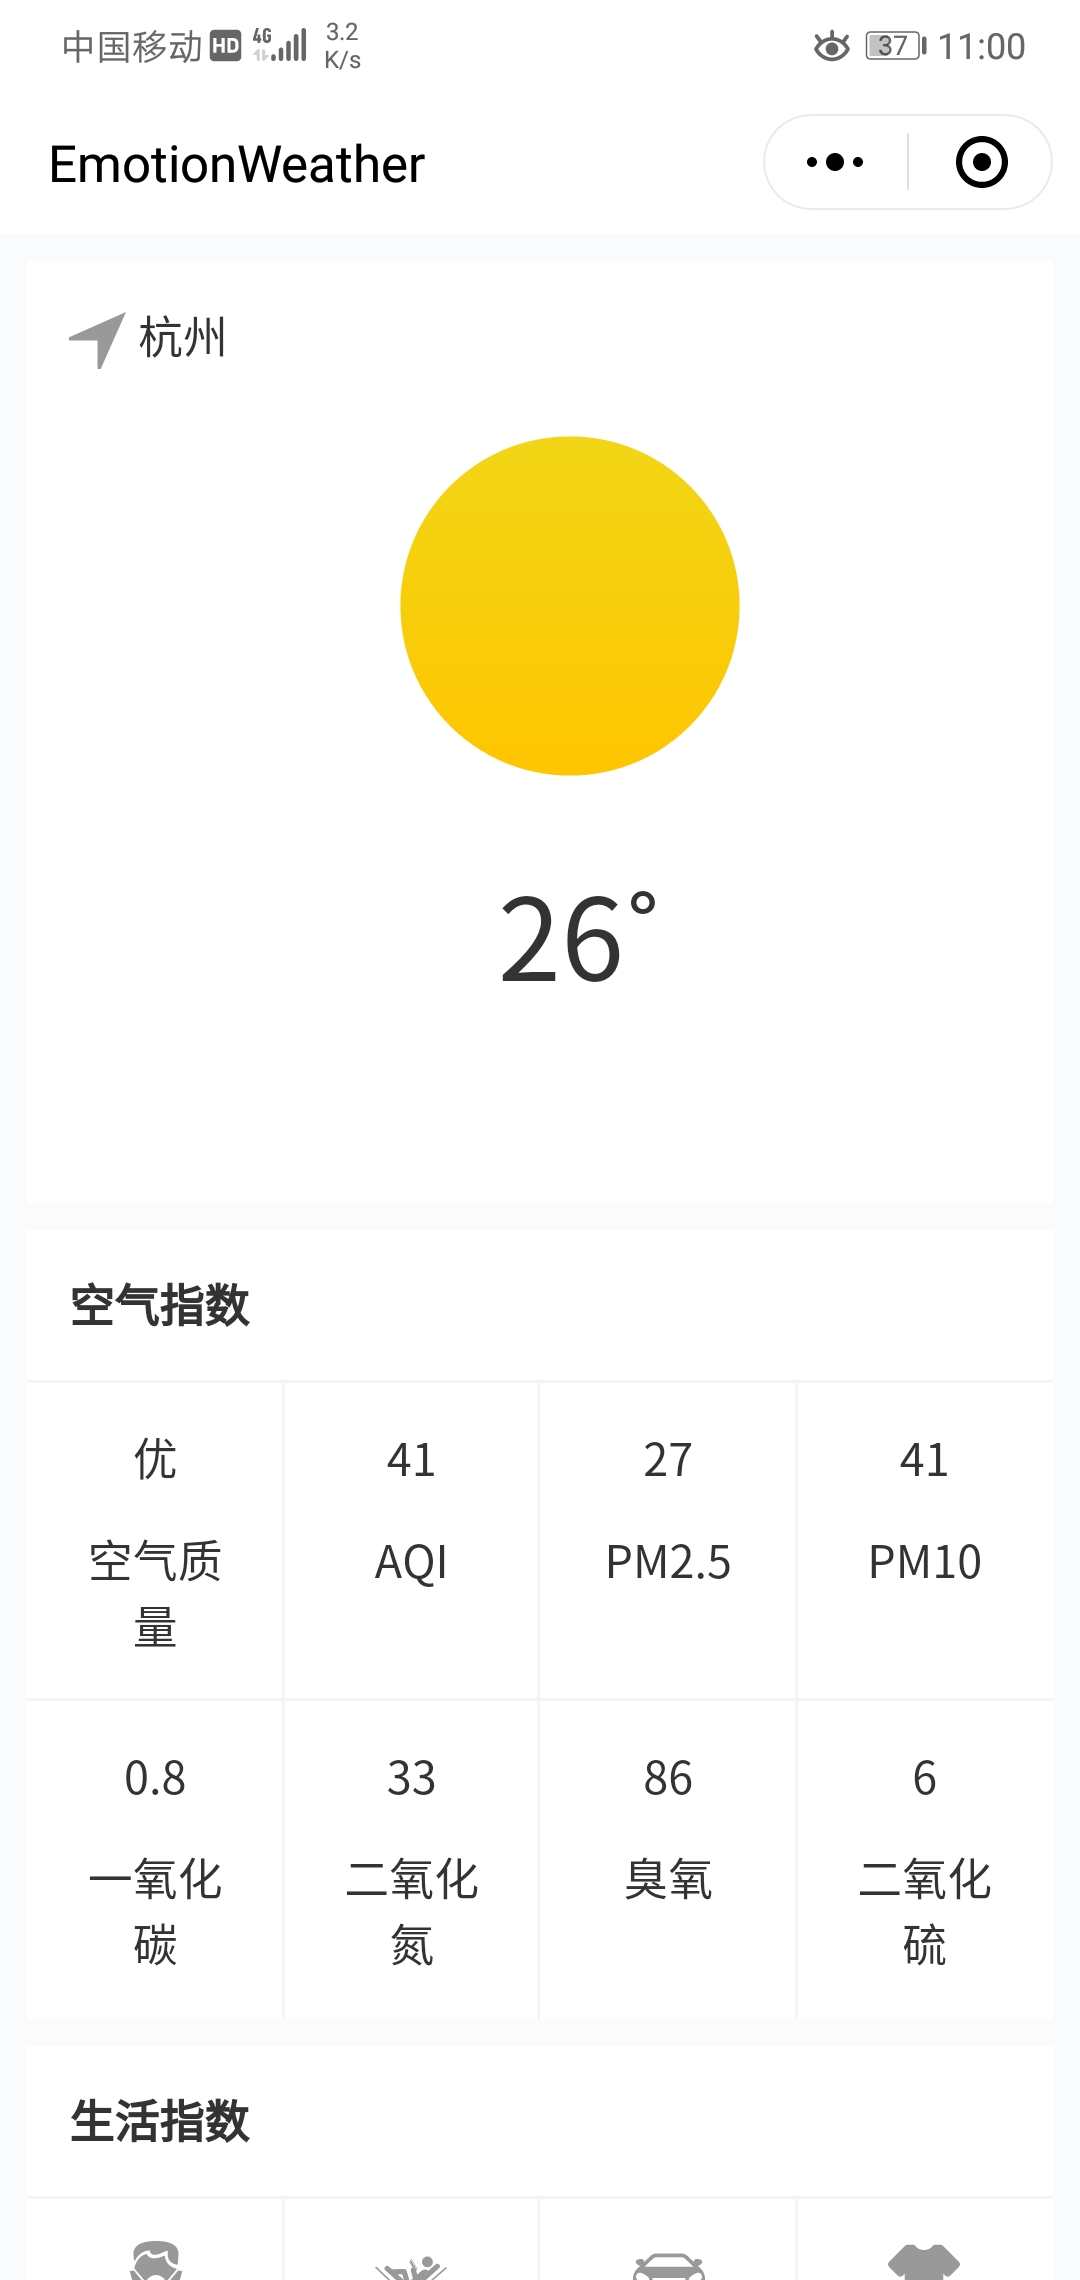 中国移动 HD 4G 3.2 K/s 37 11:00
EmotionWeather
杭州
26°
空气指数
优 41 27 41
空气质量 AQI PM2.5 PM10
0.8 33 86 6
一氧化碳 二氧化氮 臭氧 二氧化硫
生活指数